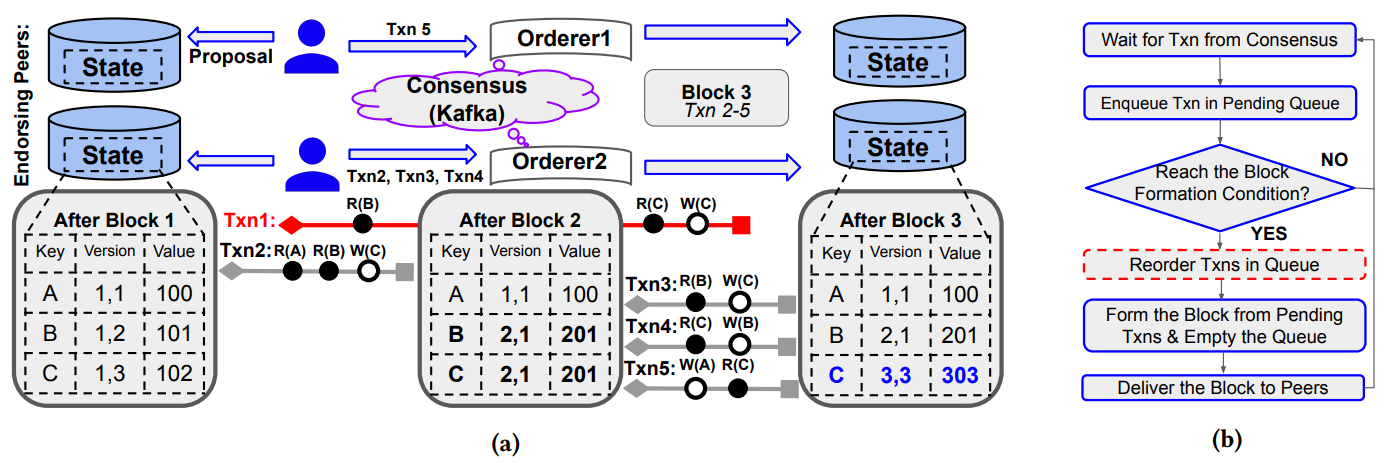 Endorsing Peers:
State
Proposal
Txn 5
Orderer1
Consensus
(Kafka)
Block 3
Txn 2-5
State
State
Txn2, Txn3, Txn4
Orderer2
State
After Block 1
Key Version Value
A 1,1 100
B 1,2 101
C 1,3 102
Txn1: R(B) R(C) W(C)
Txn2: R(A) R(B) W(C)
After Block 2
Key Version Value
A 1,1 100
B 2,1 201
C 2,1 201
Txn3: R(B) W(C)
Txn4: R(C) W(B)
Txn5: W(A) R(C)
After Block 3
Key Version Value
A 1,1 100
B 2,1 201
C 3,3 303
(a)
Wait for Txn from Consensus
Enqueue Txn in Pending Queue
Reach the Block
Formation Condition?
NO
YES
Reorder Txns in Queue
Form the Block from Pending
Txns & Empty the Queue
Deliver the Block to Peers
(b)